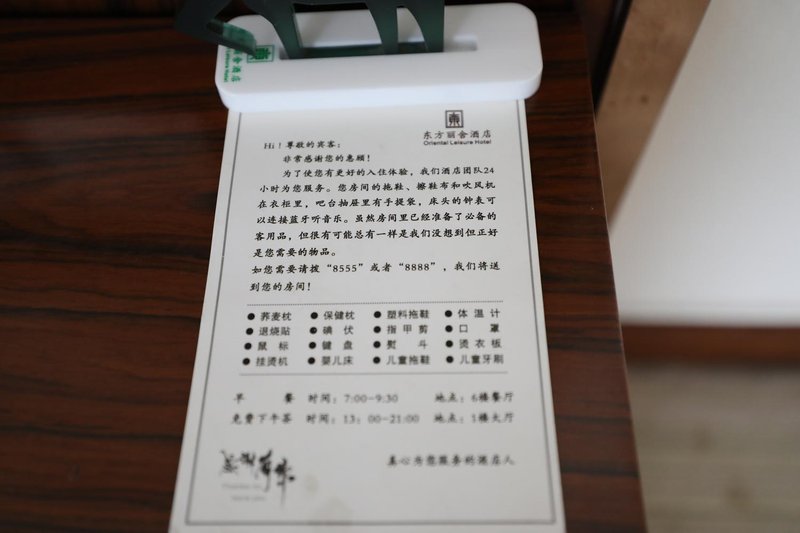 東舍酒店
Leisure Hotel
東
东方丽舍酒店
Oriental Leisure Hotel
Hi！尊敬的宾客：
非常感谢您的惠顾！
为了使您有更好的入住体验，我们酒店团队24
小时为您服务。您房间的拖鞋、擦鞋布和吹风机
在衣柜里，吧台抽屉里有手提袋，床头的钟表可
以连接蓝牙听音乐。虽然房间里已经准备了必备的
客用品，但很有可能总有一样是我们没想到但正好
是您需要的物品。
如您需要请拨“8555”或者“8888”，我们将送
到您的房间！
● 荞麦枕 ● 保健枕 ● 塑料拖鞋 ● 体温计
● 退烧贴 ● 碘伏 ● 指甲剪 ● 口罩
● 鼠标 ● 键盘 ● 熨斗 ● 烫衣板
● 挂烫机 ● 婴儿床 ● 儿童拖鞋 ● 儿童牙刷
早餐 时间：7:00-9:30 地点：6楼餐厅
免费下午茶 时间：13：00-21:00 地点：1楼大厅
真心为您服务的酒店人